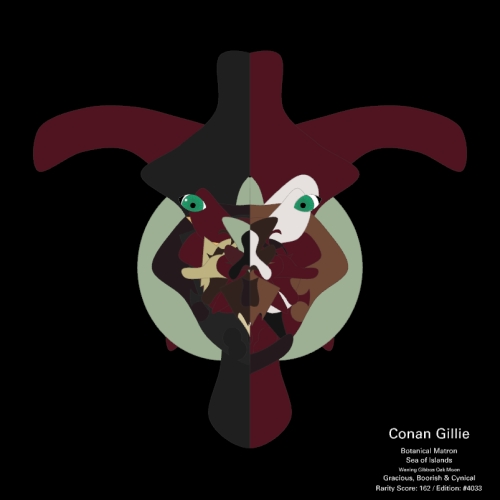 Conan Gillie
Botanical Matron
Sea of Islands
Waning Gibbous Oak Moon
Gracious, Boorish & Cynical
Rarity Score: 162 / Edition: #4033